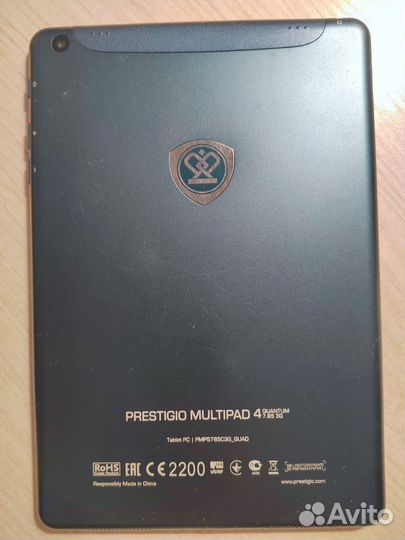 PRESTIGIO MULTIPAD 4 QUANTUM 7.85 3G
Tablet PC | PMP5785C3G_QUAD
RoHS CE 2200
Responsibly Made in China
www.prestigio.com
Avito